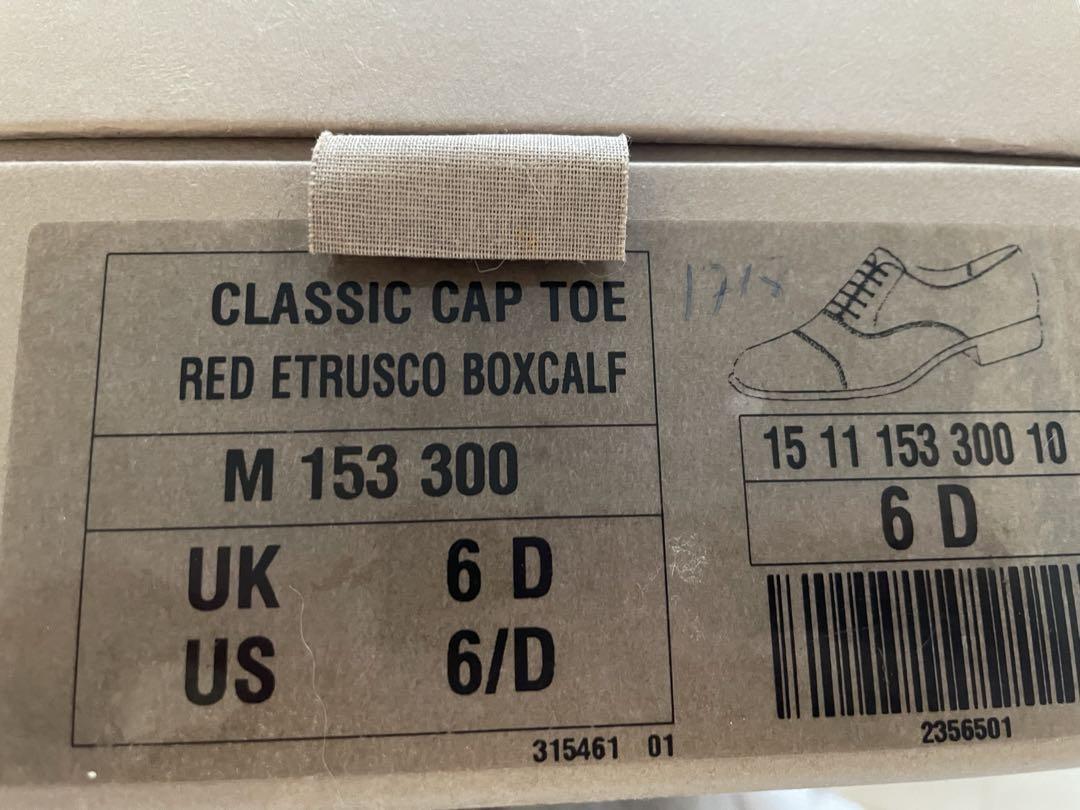 CLASSIC CAP TOE
RED ETRUSCO BOXCALF
M 153 300
UK 6 D
US 6/D
315461 01
15 11 153 300 10
6 D
2356501